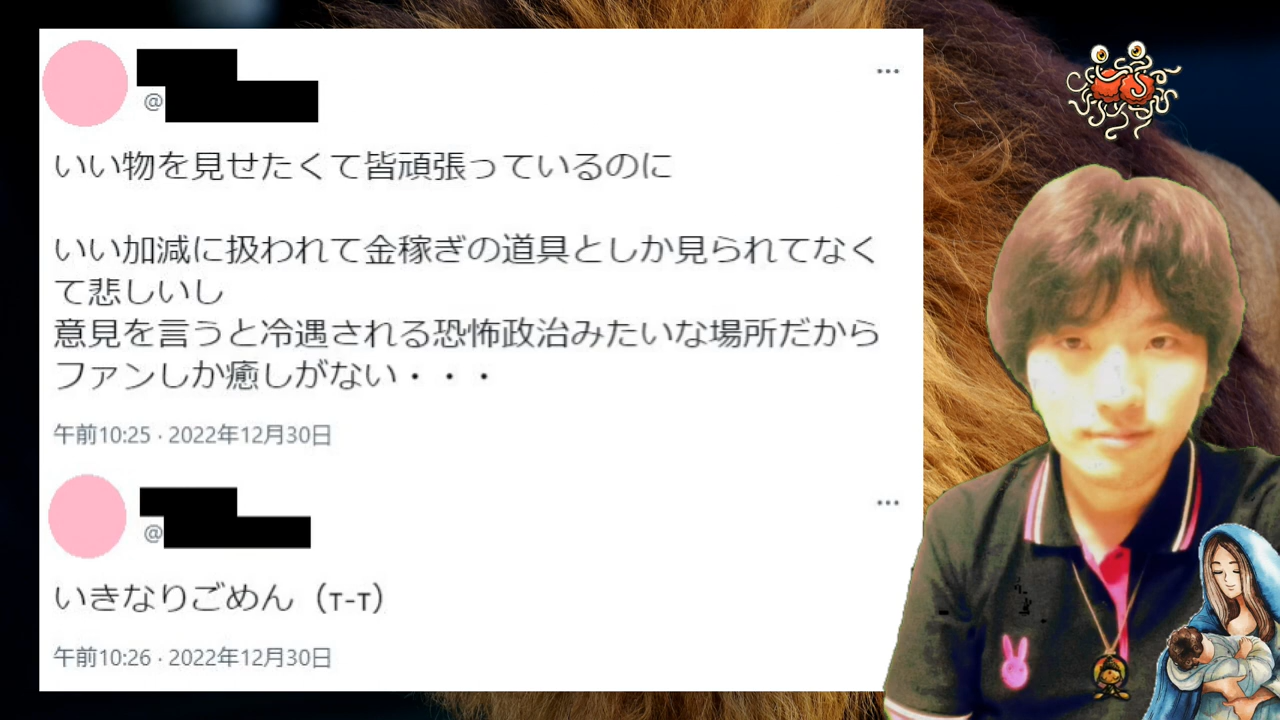 @
いい物を見せたくて皆頑張っているのに
いい加減に扱われて金稼ぎの道具としか見られてなく
て悲しいし
意見を言うと冷遇される恐怖政治みたいな場所だから
ファンしか癒しがない・・・
午前10:25 · 2022年12月30日
@
いきなりごめん（т-т）
午前10:26 · 2022年12月30日